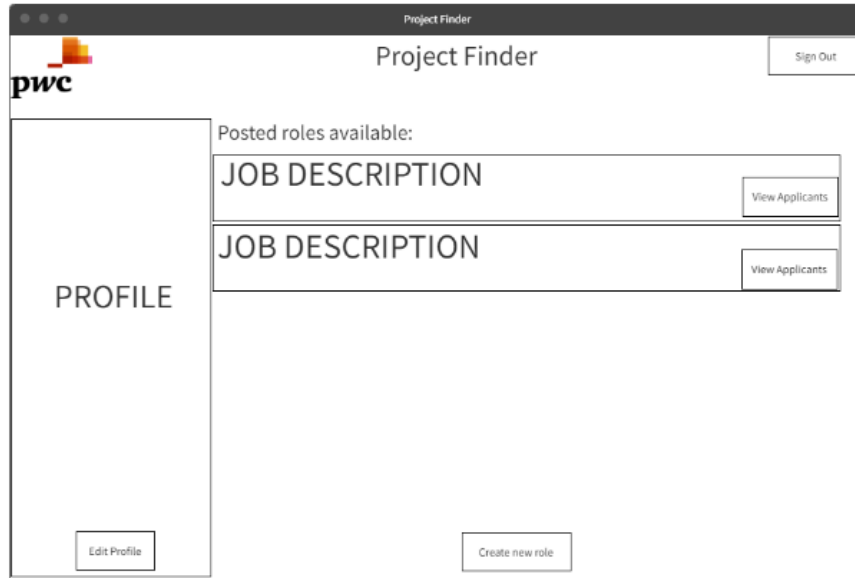 Project Finder
pwc
Project Finder
Sign Out
Posted roles available:
JOB DESCRIPTION
View Applicants
JOB DESCRIPTION
View Applicants
PROFILE
Edit Profile
Create new role